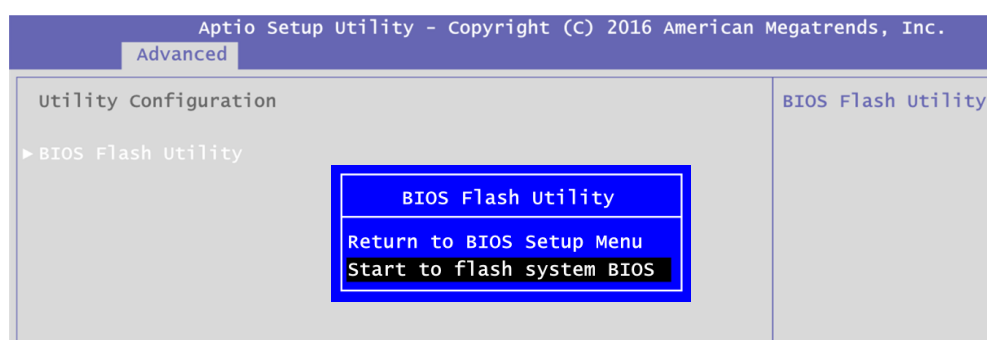 Aptio Setup Utility – Copyright (C) 2016 American Megatrends, Inc.
Advanced
Utility Configuration
BIOS Flash Utility
►BIOS Flash Utility
BIOS Flash Utility
Return to BIOS Setup Menu
Start to flash system BIOS